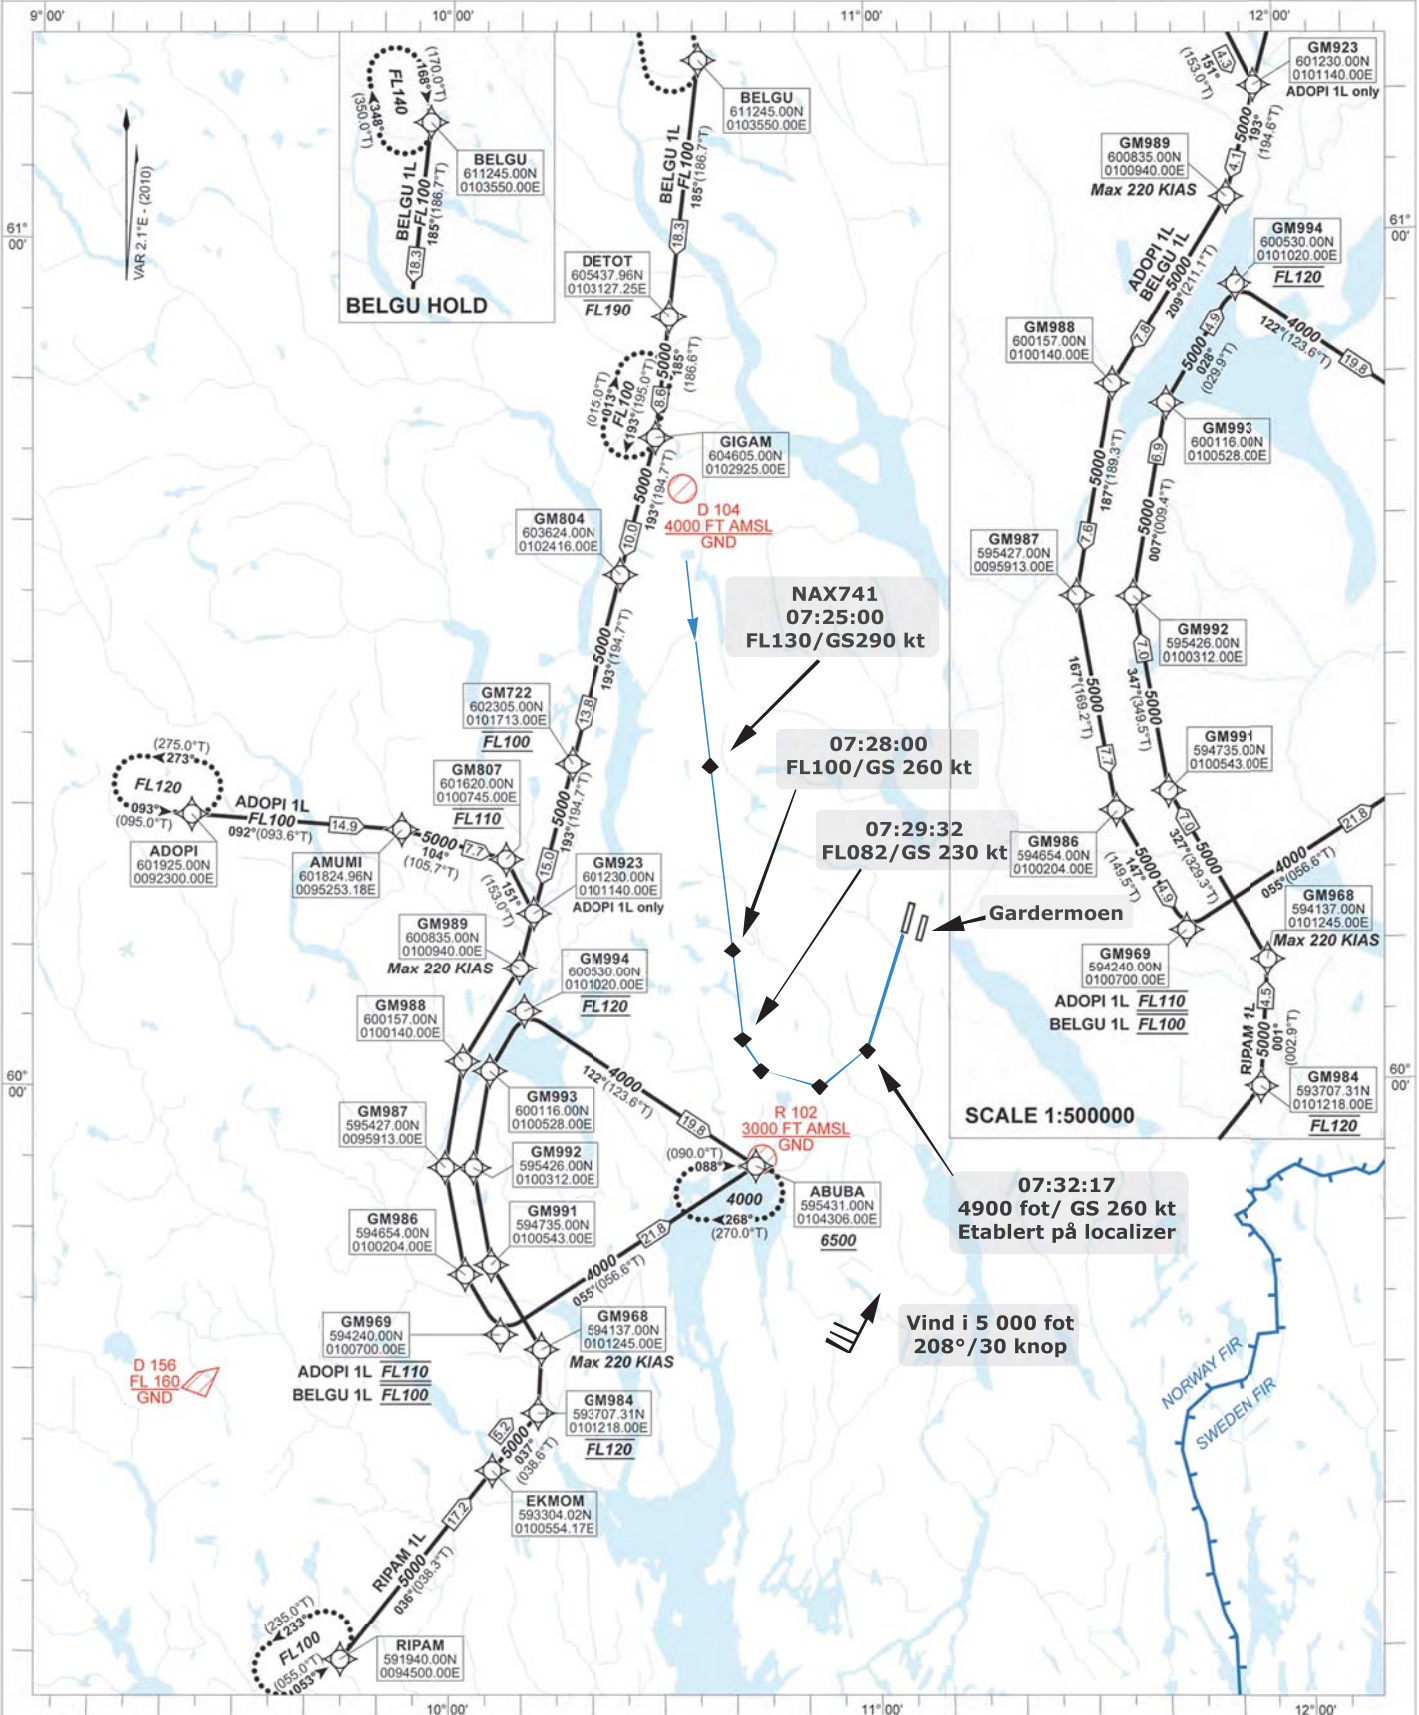 9°00'
10°00'
11°00'
12°00'
VAR 2.1°E - (2010)
(170.0°T)
168°
FL140
348°
(350.0°T)
BELGU
611245.00N
0103550.00E
BELGU 1L
FL100
185°(186.7°T)
18.3
BELGU HOLD
BELGU
611245.00N
0103550.00E
BELGU 1L
FL100
185°(186.7°T)
18.3
DETOT
605437.96N
0103127.25E
FL190
5000
185°
(186.6°T)
8.6
(015.0°T)
013°
FL100
193°(195.0°T)
GIGAM
604605.00N
0102925.00E
5000
193°(194.7°T)
10.0
D 104
4000 FT AMSL
GND
GM804
603624.00N
0102416.00E
5000
193°(194.7°T)
13.8
NAX741
07:25:00
FL130/GS290 kt
GM722
602305.00N
0101713.00E
FL100
07:28:00
FL100/GS 260 kt
GM807
601620.00N
0100745.00E
FL110
5000
193°(194.7°T)
15.0
(275.0°T)
273°
FL120
093°
(095.0°T)
ADOPI 1L
FL100
092°(093.6°T)
14.9
ADOPI
601925.00N
0092300.00E
AMUMI
601824.96N
0095253.18E
5000
104°
(105.7°T)
7.7
151°
(153.0°T)
07:29:32
FL082/GS 230 kt
GM923
601230.00N
0101140.00E
ADOPI 1L only
GM989
600835.00N
0100940.00E
Max 220 KIAS
Gardermoen
GM994
600530.00N
0101020.00E
FL120
GM988
600157.00N
0100140.00E
4000
122°(123.6°T)
19.8
GM993
600116.00N
0100528.00E
GM987
595427.00N
0095913.00E
GM992
595426.00N
0100312.00E
R 102
3000 FT AMSL
GND
(090.0°T)
088°
4000
268°
(270.0°T)
ABUBA
595431.00N
0104306.00E
6500
07:32:17
4900 fot/ GS 260 kt
Etablert på localizer
GM986
594654.00N
0100204.00E
GM991
594735.00N
0100543.00E
21.8
4000
055°(056.6°T)
Vind i 5 000 fot
208°/30 knop
GM969
594240.00N
0100700.00E
ADOPI 1L FL110
BELGU 1L FL100
GM968
594137.00N
0101245.00E
Max 220 KIAS
D 156
FL 160
GND
GM984
593707.31N
0101218.00E
FL120
5.2
5000
037°
(038.6°T)
EKMOM
593304.02N
0100554.17E
17.2
RIPAM 1L
5000
036°(038.3°T)
(235.0°T)
233°
FL100
(055.0°T)
053°
RIPAM
591940.00N
0094500.00E
4.3
151°
(153.0°T)
GM923
601230.00N
0101140.00E
ADOPI 1L only
5000
193°
(194.6°T)
4.1
GM989
600835.00N
0100940.00E
Max 220 KIAS
ADOPI 1L
BELGU 1L
5000
209°(211.1°T)
7.8
GM994
600530.00N
0101020.00E
FL120
4.9
5000
028°
(029.9°T)
4000
122°(123.6°T)
19.8
GM988
600157.00N
0100140.00E
GM993
600116.00N
0100528.00E
5000
187°(189.3°T)
7.6
6.9
5000
007°(009.4°T)
GM987
595427.00N
0095913.00E
GM992
595426.00N
0100312.00E
7.0
5000
347°(349.5°T)
5000
167°(169.2°T)
7.7
GM991
594735.00N
0100543.00E
GM986
594654.00N
0100204.00E
7.0
5000
327°(329.3°T)
21.8
4000
055°(056.6°T)
5000
147°
(149.5°T)
4.9
GM968
594137.00N
0101245.00E
Max 220 KIAS
GM969
594240.00N
0100700.00E
ADOPI 1L FL110
BELGU 1L FL100
4.5
RIPAM 1L
5000
001°
(002.9°T)
GM984
593707.31N
0101218.00E
FL120
SCALE 1:500000
NORWAY FIR
SWEDEN FIR
61°
00'
61°
00'
60°
00'
60°
00'
10°00'
11°00'
12°00'